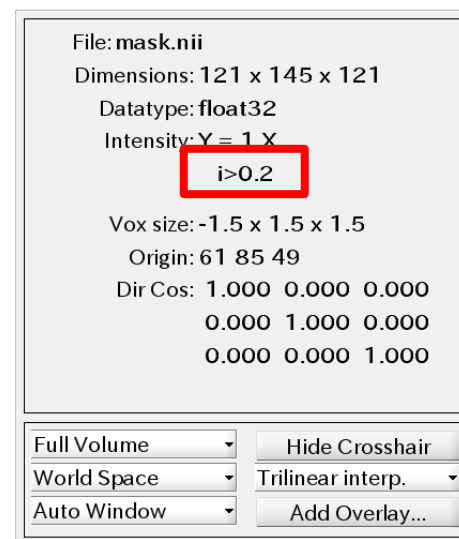 File: mask.nii
Dimensions: 121 x 145 x 121
Datatype: float32
Intensity: Y = 1 X
i>0.2
Vox size: -1.5 x 1.5 x 1.5
Origin: 61 85 49
Dir Cos: 1.000 0.000 0.000
0.000 1.000 0.000
0.000 0.000 1.000
Full Volume
Hide Crosshair
World Space
Trilinear interp.
Auto Window
Add Overlay...